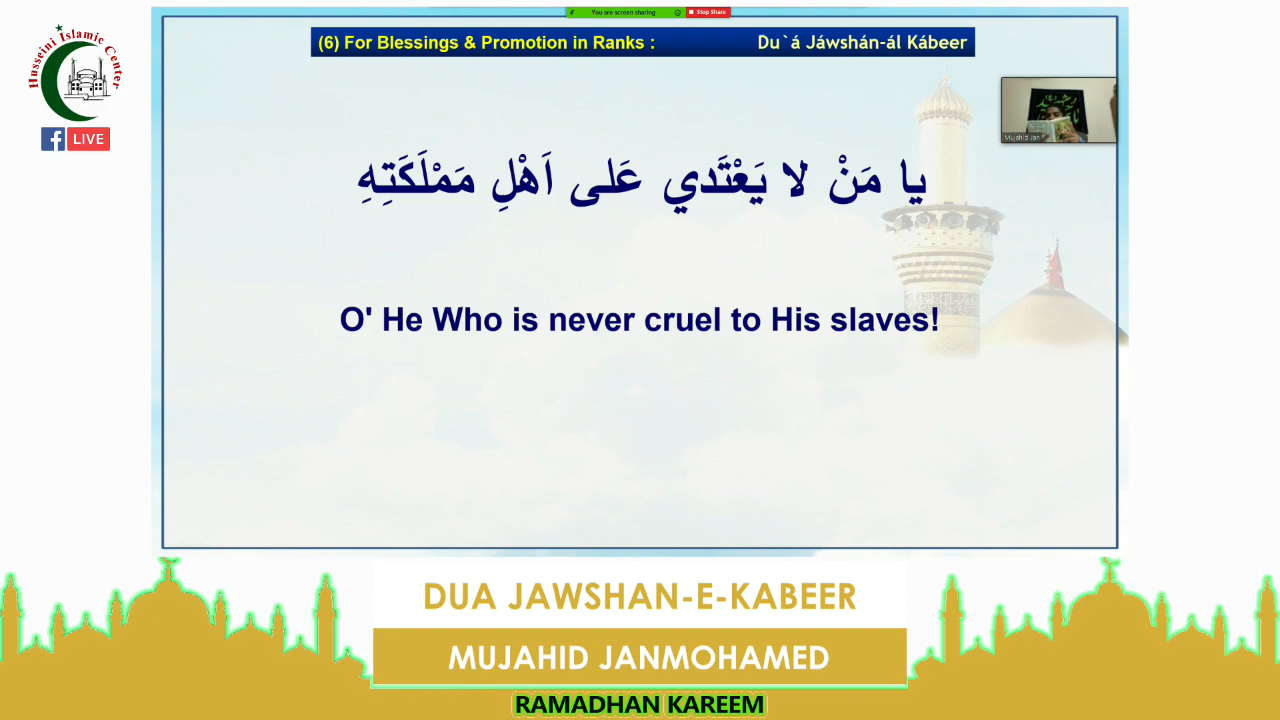 You are screen sharing
Stop Share
Husseini Islamic Center
LIVE
(6) For Blessings & Promotion in Ranks :
Du`á Jáwshán-ál Kábeer
Mujahid Jan
يا مَنْ لا يَعْتَدي عَلى اَهْلِ مَمْلَكَتِهِ
O' He Who is never cruel to His slaves!
DUA JAWSHAN-E-KABEER
MUJAHID JANMOHAMED
RAMADHAN KAREEM